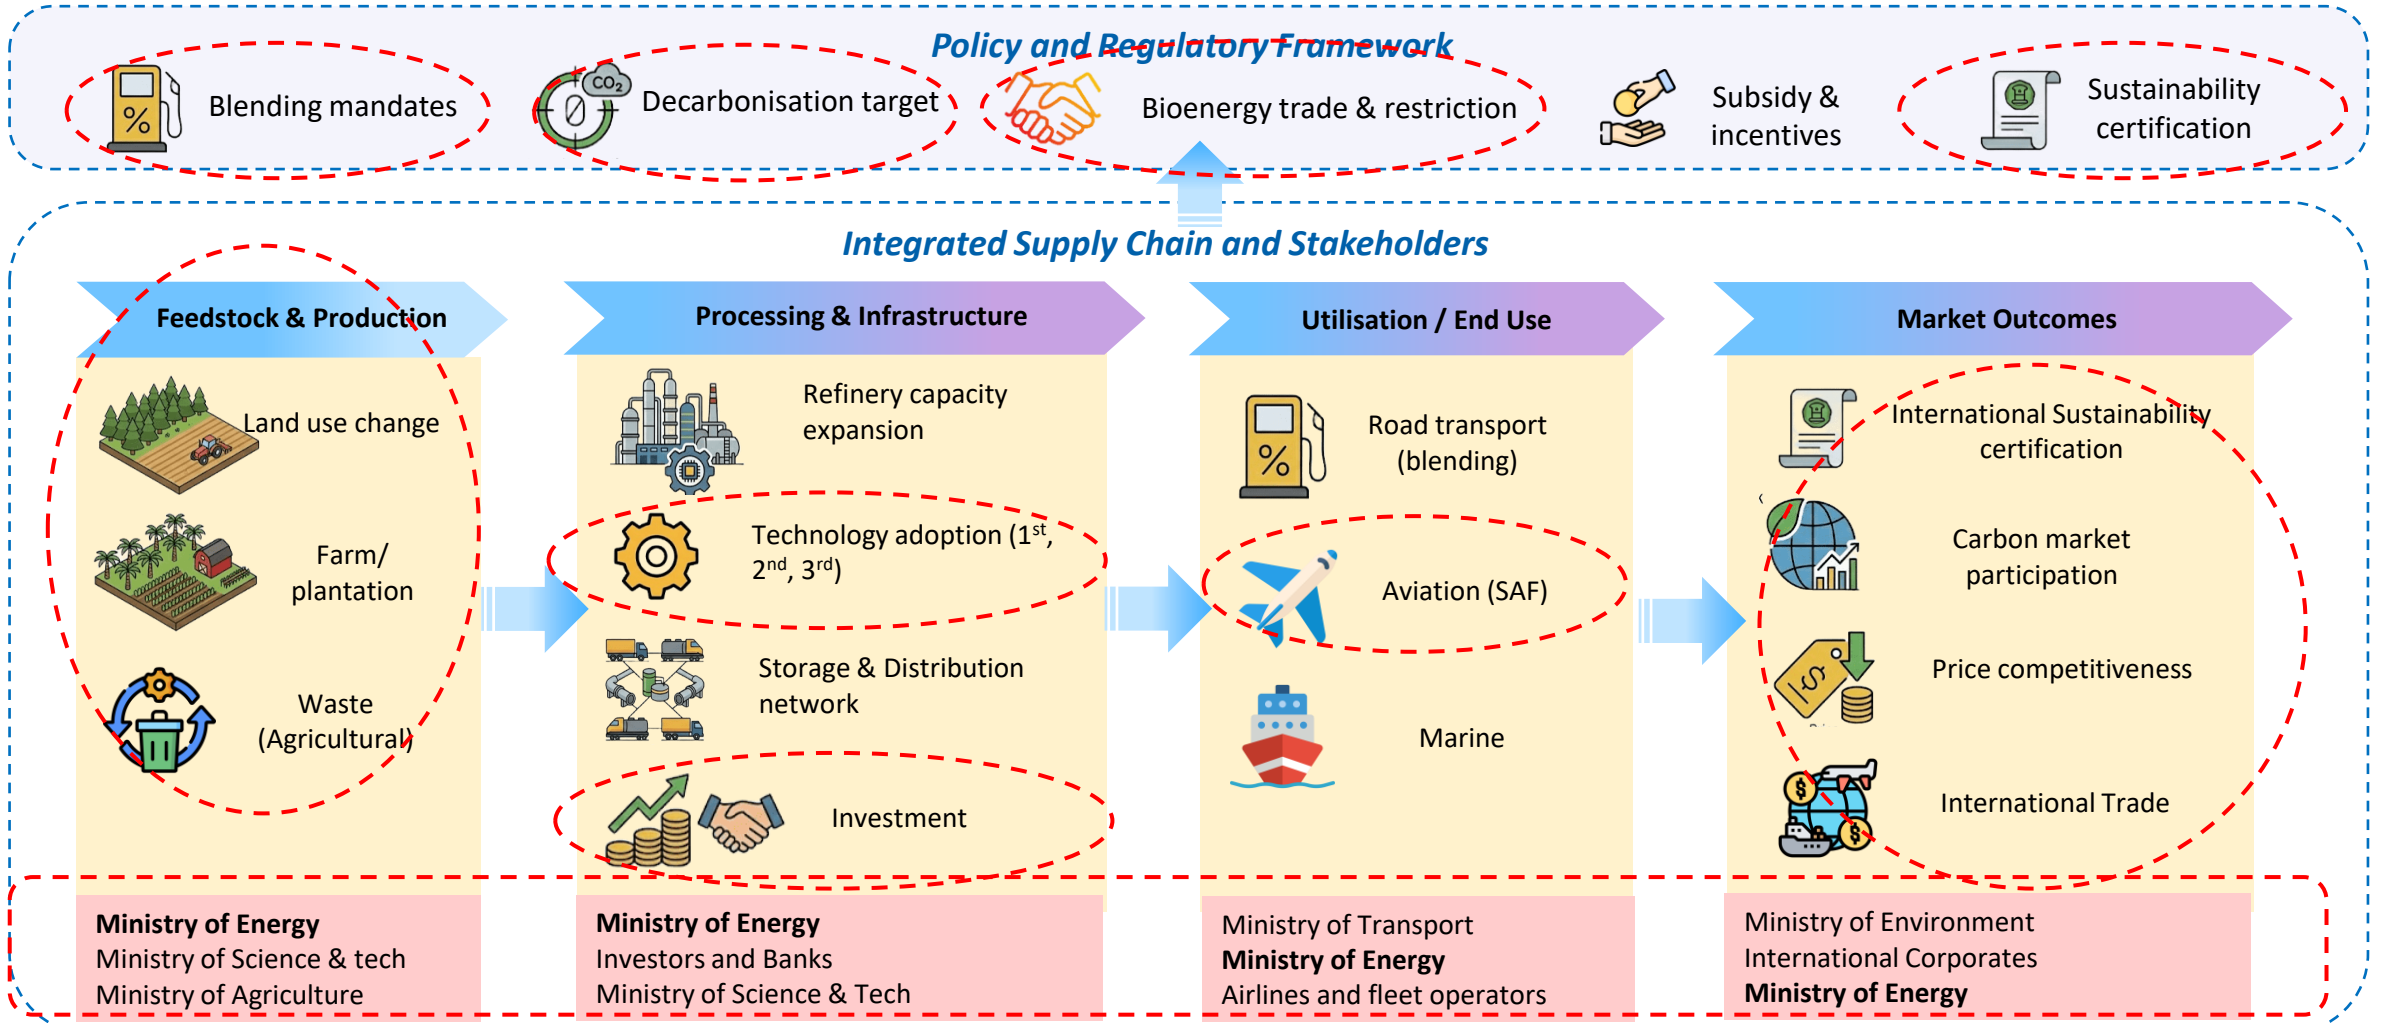 Policy and Regulatory Framework
%
Blending mandates
0
CO2
Decarbonisation target
Bioenergy trade & restriction
Subsidy &
incentives
Sustainability
certification
Integrated Supply Chain and Stakeholders
Feedstock & Production
Land use change
Farm/
plantation
Waste
(Agricultural)
Processing & Infrastructure
Refinery capacity
expansion
Technology adoption (1st,
2nd, 3rd)
Storage & Distribution
network
Investment
Utilisation / End Use
%
Road transport
(blending)
Aviation (SAF)
Marine
Market Outcomes
International Sustainability
certification
Carbon market
participation
$
Price competitiveness
$
$
International Trade
Ministry of Energy
Ministry of Science & tech
Ministry of Agriculture
Ministry of Energy
Investors and Banks
Ministry of Science & Tech
Ministry of Transport
Ministry of Energy
Airlines and fleet operators
Ministry of Environment
International Corporates
Ministry of Energy